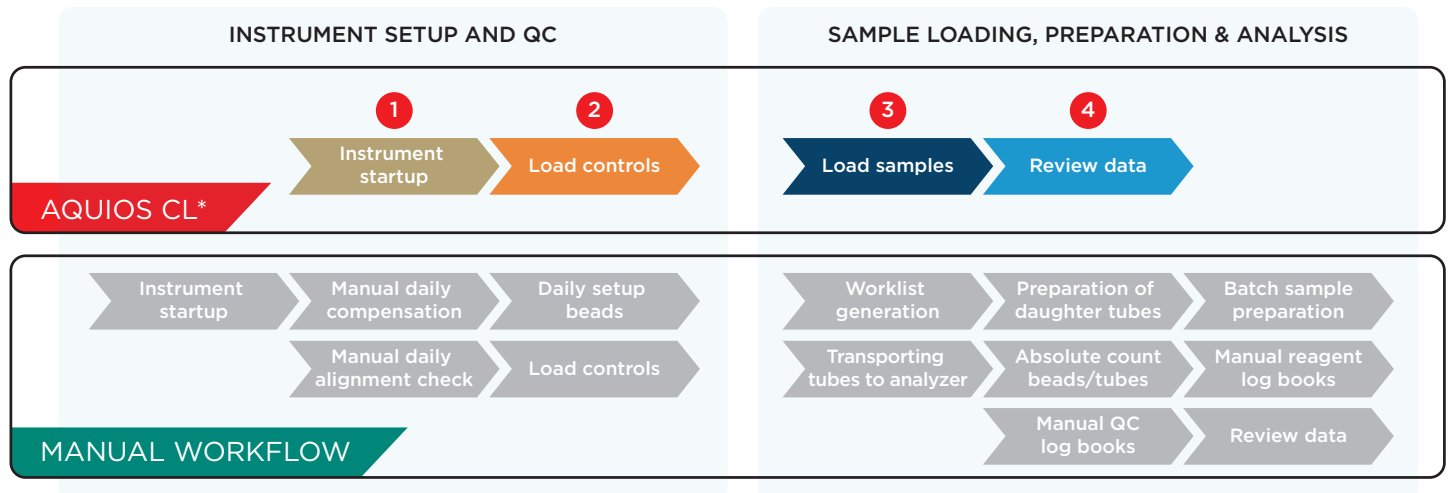 INSTRUMENT SETUP AND QC
SAMPLE LOADING, PREPARATION & ANALYSIS
1
2
3
4
Instrument
startup
Load controls
Load samples
Review data
AQUIOS CL*
Instrument
startup
Manual daily
compensation
Daily setup
beads
Manual daily
alignment check
Load controls
Worklist
generation
Preparation of
daughter tubes
Batch sample
preparation
Transporting
tubes to analyzer
Absolute count
beads/tubes
Manual reagent
log books
Manual QC
log books
Review data
MANUAL WORKFLOW